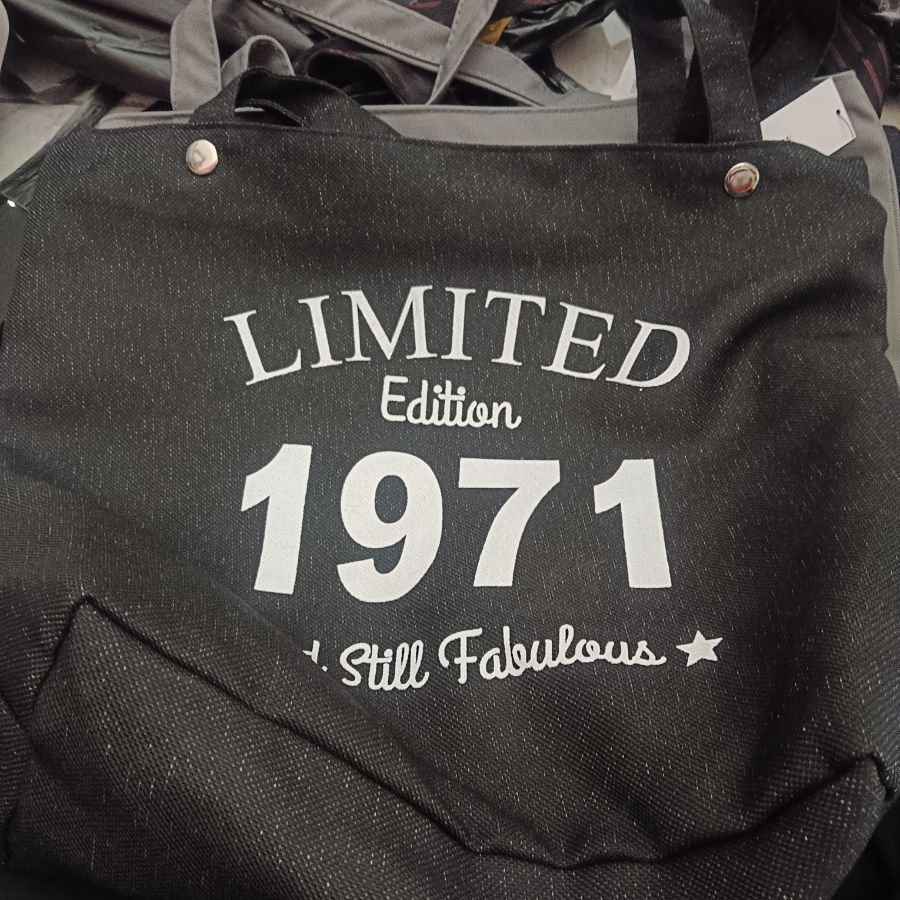 LIMITED
Edition
1971
Still Fabulous